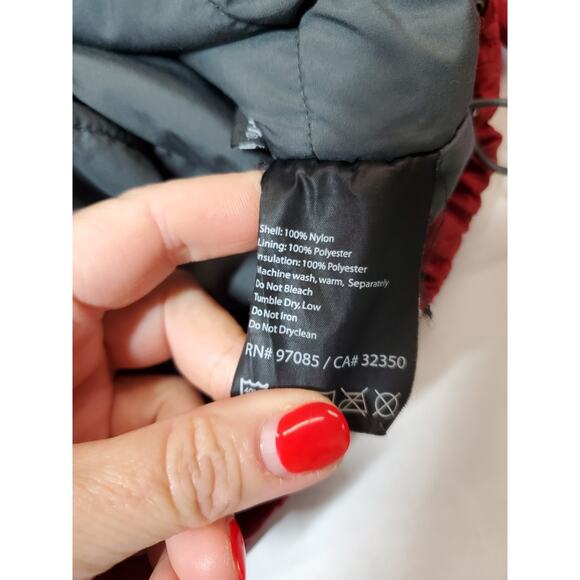 Shell: 100% Nylon
Lining: 100% Polyester
Insulation: 100% Polyester
Machine wash, warm, Separately
Do Not Bleach
Tumble Dry, Low
Do Not Iron
Do Not Dryclean
RN# 97085 / CA# 32350
40